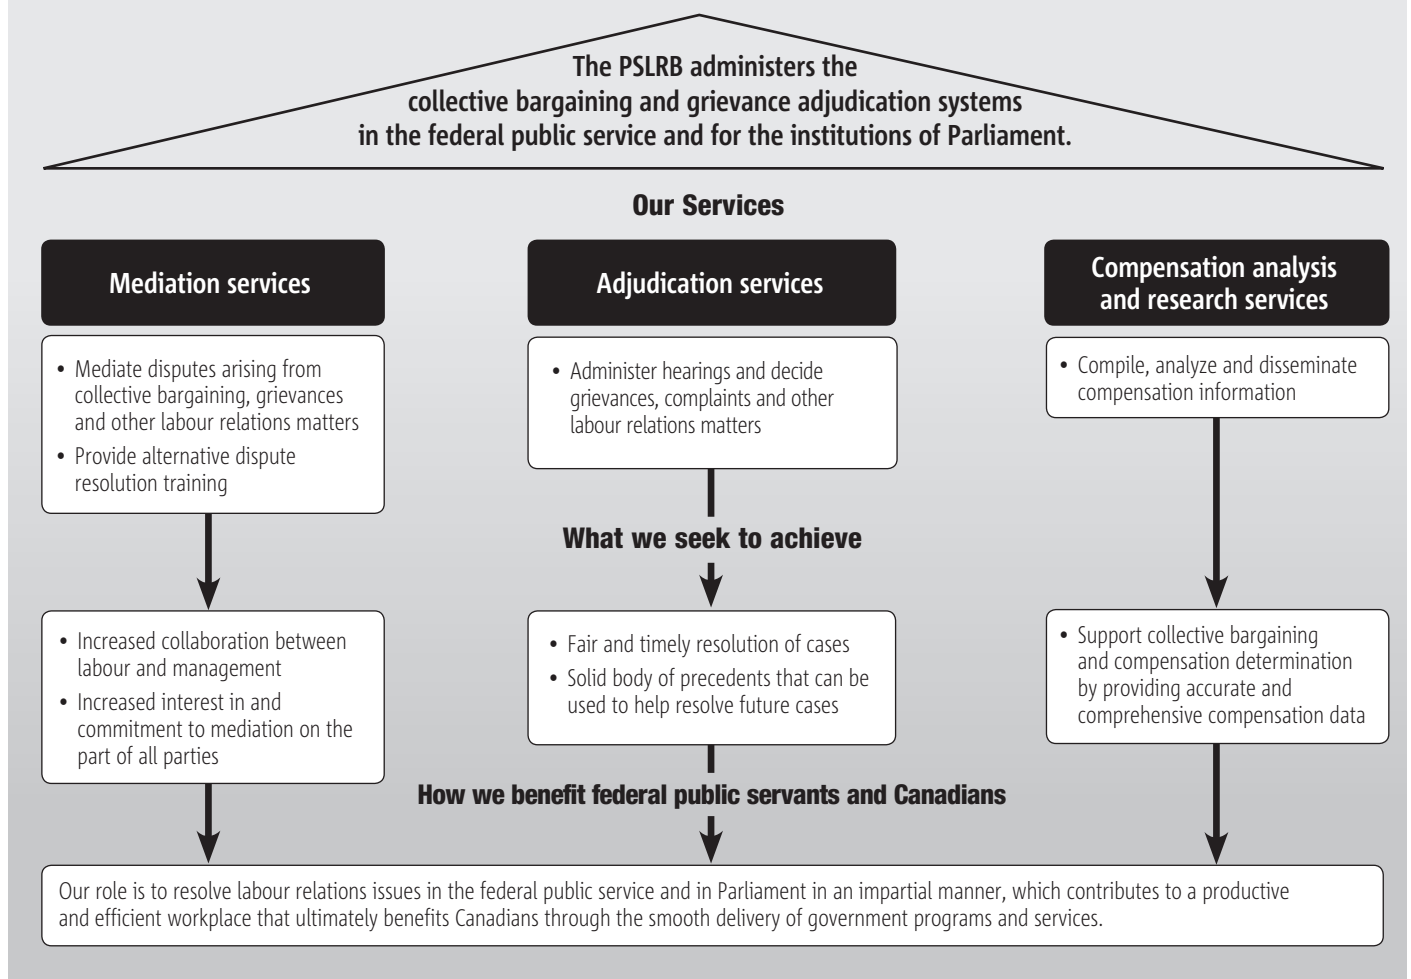 The PSLRB administers the
collective bargaining and grievance adjudication systems
in the federal public service and for the institutions of Parliament.
Our Services
Mediation services
• Mediate disputes arising from
collective bargaining, grievances
and other labour relations matters
• Provide alternative dispute
resolution training
Adjudication services
• Administer hearings and decide
grievances, complaints and other
labour relations matters
Compensation analysis
and research services
• Compile, analyze and disseminate
compensation information
What we seek to achieve
• Increased collaboration between
labour and management
• Increased interest in and
commitment to mediation on the
part of all parties
• Fair and timely resolution of cases
• Solid body of precedents that can be
used to help resolve future cases
• Support collective bargaining
and compensation determination
by providing accurate and
comprehensive compensation data
How we benefit federal public servants and Canadians
Our role is to resolve labour relations issues in the federal public service and in Parliament in an impartial manner, which contributes to a productive
and efficient workplace that ultimately benefits Canadians through the smooth delivery of government programs and services.